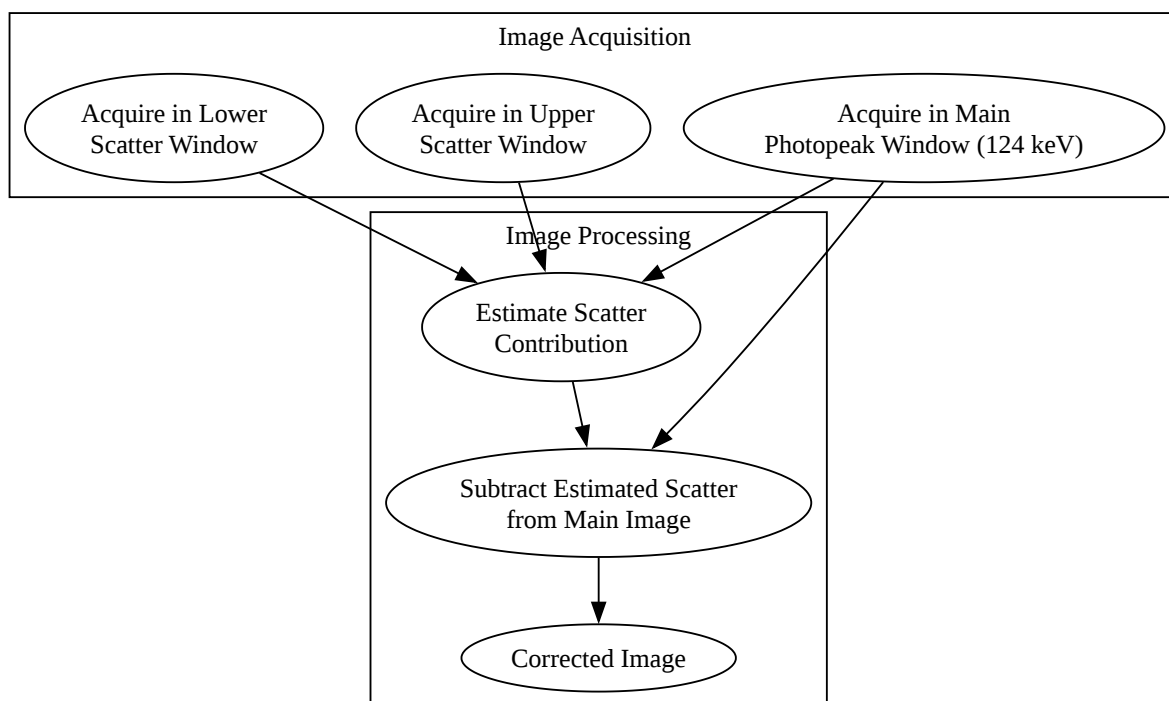 Image Acquisition
Acquire in Lower
Scatter Window
Acquire in Upper
Scatter Window
Acquire in Main
Photopeak Window (124 keV)
Image Processing
Estimate Scatter
Contribution
Subtract Estimated Scatter
from Main Image
Corrected Image